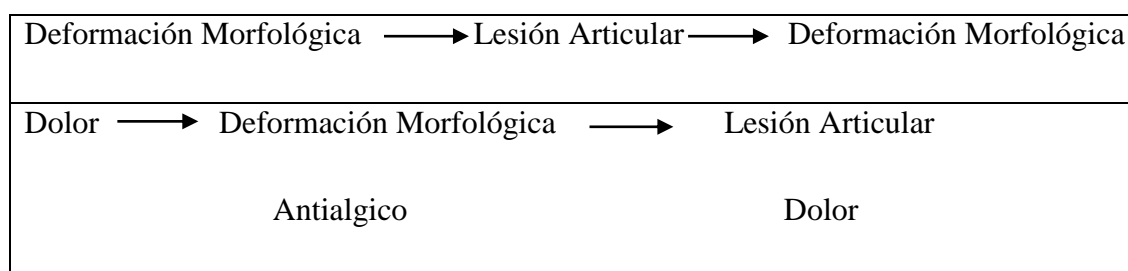 Deformación Morfológica Lesión Articular Deformación Morfológica
Dolor Deformación Morfológica Lesión Articular
Antialgico Dolor